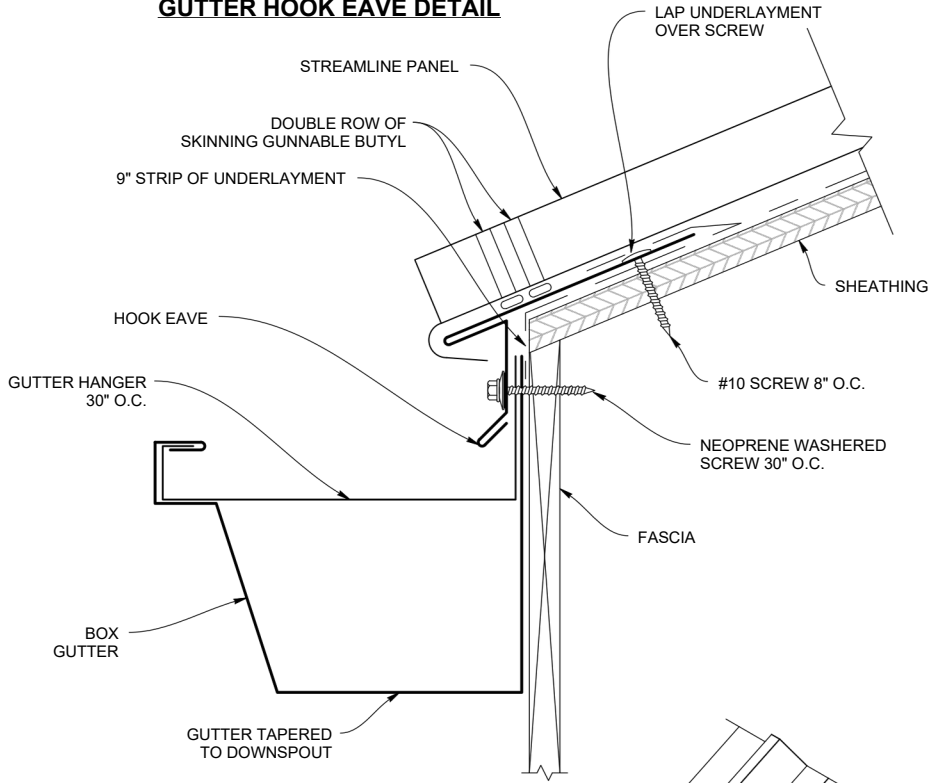 GUTTER HOOK EAVE DETAIL
LAP UNDERLAYMENT
OVER SCREW
STREAMLINE PANEL
DOUBLE ROW OF
SKINNING GUNNABLE BUTYL
9" STRIP OF UNDERLAYMENT
SHEATHING
HOOK EAVE
GUTTER HANGER
30" O.C.
#10 SCREW 8" O.C.
NEOPRENE WASHERED
SCREW 30" O.C.
FASCIA
BOX
GUTTER
GUTTER TAPERED
TO DOWNSPOUT